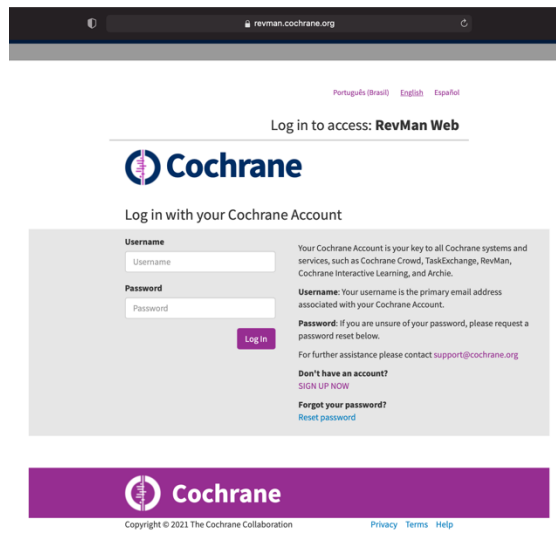 revman.cochrane.org
Português (Brasil) English Español
Log in to access: RevMan Web
Cochrane
Log in with your Cochrane Account
Username
Username
Password
Password
Log In
Your Cochrane Account is your key to all Cochrane systems and
services, such as Cochrane Crowd, TaskExchange, RevMan,
Cochrane Interactive Learning, and Archie.
Username: Your username is the primary email address
associated with your Cochrane Account.
Password: If you are unsure of your password, please request a
password reset below.
For further assistance please contact support@cochrane.org
Don't have an account?
SIGN UP NOW
Forgot your password?
Reset password
Cochrane
Copyright © 2021 The Cochrane Collaboration
Privacy Terms Help